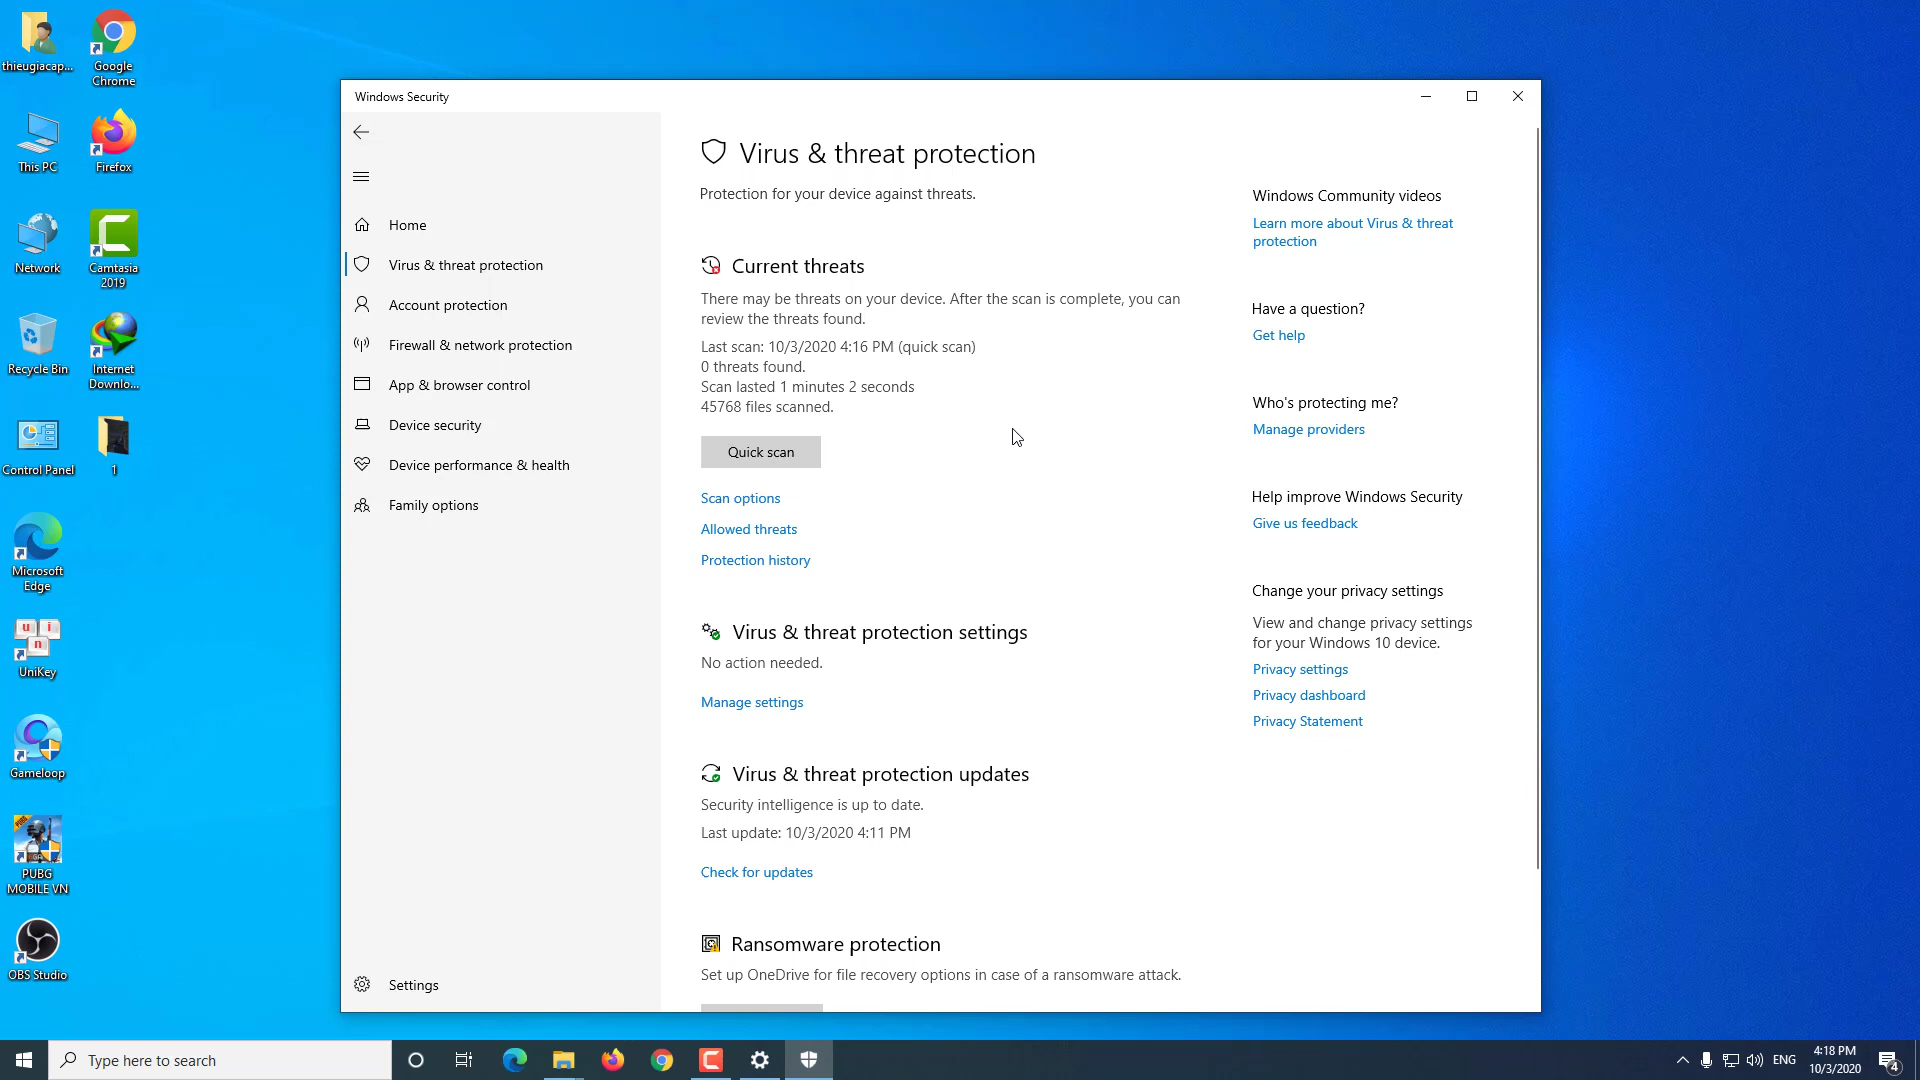 thieugiacap...
Google
Chrome
This PC
Firefox
Network
Camtasia
2019
Recycle Bin
Internet
Downlo...
Control Panel
1
Microsoft
Edge
UniKey
Gameloop
PUBG
MOBILE VN
OBS Studio
Windows Security
Home
Virus & threat protection
Account protection
Firewall & network protection
App & browser control
Device security
Device performance & health
Family options
Settings
Virus & threat protection
Protection for your device against threats.
Current threats
There may be threats on your device. After the scan is complete, you can
review the threats found.
Last scan: 10/3/2020 4:16 PM (quick scan)
0 threats found.
Scan lasted 1 minutes 2 seconds
45768 files scanned.
Quick scan
Scan options
Allowed threats
Protection history
Virus & threat protection settings
No action needed.
Manage settings
Virus & threat protection updates
Security intelligence is up to date.
Last update: 10/3/2020 4:11 PM
Check for updates
Ransomware protection
Set up OneDrive for file recovery options in case of a ransomware attack.
Windows Community videos
Learn more about Virus & threat
protection
Have a question?
Get help
Who's protecting me?
Manage providers
Help improve Windows Security
Give us feedback
Change your privacy settings
View and change privacy settings
for your Windows 10 device.
Privacy settings
Privacy dashboard
Privacy Statement
Type here to search
ENG
4:18 PM
10/3/2020
4